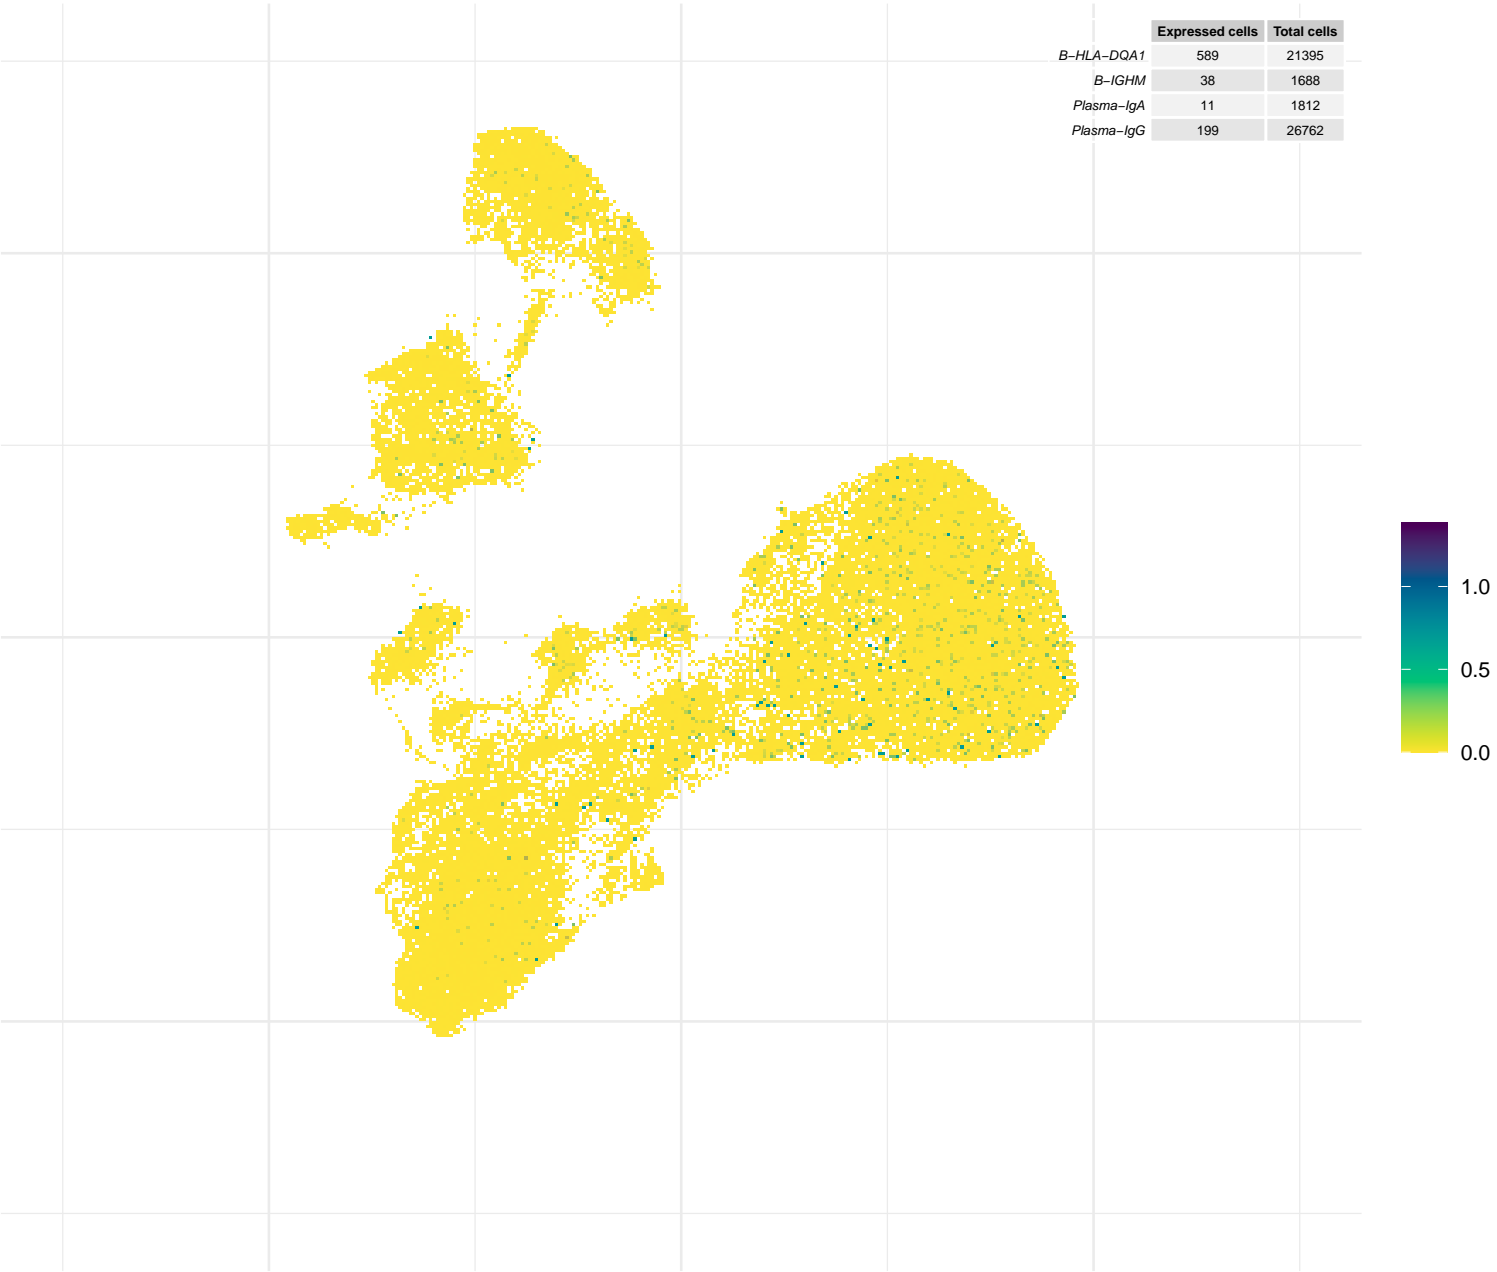 Expressed cells Total cells
B−HLA−DQA1 589 21395
B−IGHM 38 1688
Plasma−IgA 11 1812
Plasma−IgG 199 26762
1.0
0.5
0.0